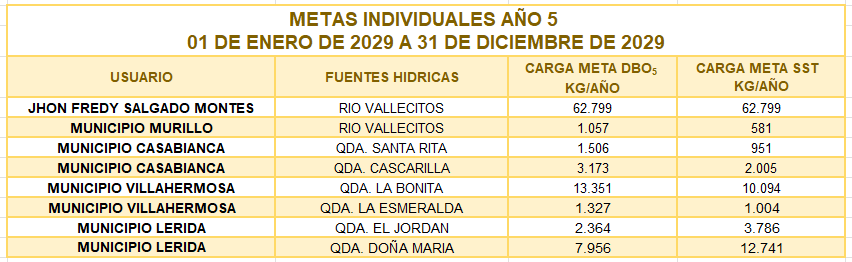 METAS INDIVIDUALES AÑO 5
01 DE ENERO DE 2029 A 31 DE DICIEMBRE DE 2029
USUARIO FUENTES HIDRICAS CARGA META DBO₅ KG/AÑO CARGA META SST KG/AÑO
JHON FREDY SALGADO MONTES RIO VALLECITOS 62.799 62.799
MUNICIPIO MURILLO RIO VALLECITOS 1.057 581
MUNICIPIO CASABIANCA QDA. SANTA RITA 1.506 951
MUNICIPIO CASABIANCA QDA. CASCARILLA 3.173 2.005
MUNICIPIO VILLAHERMOSA QDA. LA BONITA 13.351 10.094
MUNICIPIO VILLAHERMOSA QDA. LA ESMERALDA 1.327 1.004
MUNICIPIO LERIDA QDA. EL JORDAN 2.364 3.786
MUNICIPIO LERIDA QDA. DOÑA MARIA 7.956 12.741